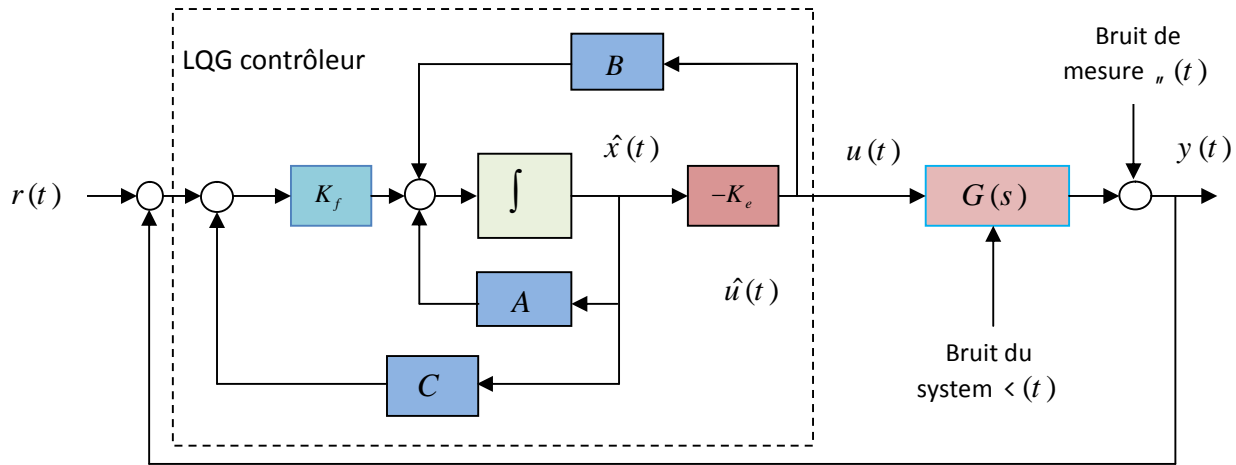 LQG contrôleur
B
Bruit de
mesure „ (t)
x̂(t)
u(t)
y(t)
r(t)
K_f
∫
−K_e
G(s)
A
û(t)
C
Bruit du
system < (t)